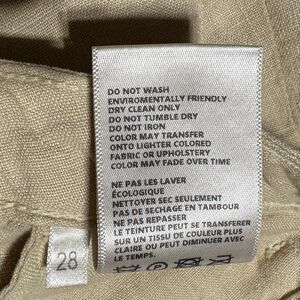 DO NOT WASH
ENVIROMENTALLY FRIENDLY
DRY CLEAN ONLY
DO NOT TUMBLE DRY
DO NOT IRON
COLOR MAY TRANSFER
ONTO LIGHTER COLORED
FABRIC OR UPHOLSTERY
COLOR MAY FADE OVER TIME
NE PAS LES LAVER
ÉCOLOGIQUE
NETTOYER SEC SEULEMENT
PAS DE SECHAGE EN TAMBOUR
NE PAS REPASSER
LE TEINTURE PEUT SE TRANSFERER
SUR UN TISSU DE COULEUR PLUS
CLAIRE OU PEUT DIMINUER AVEC
LE TEMPS.
28